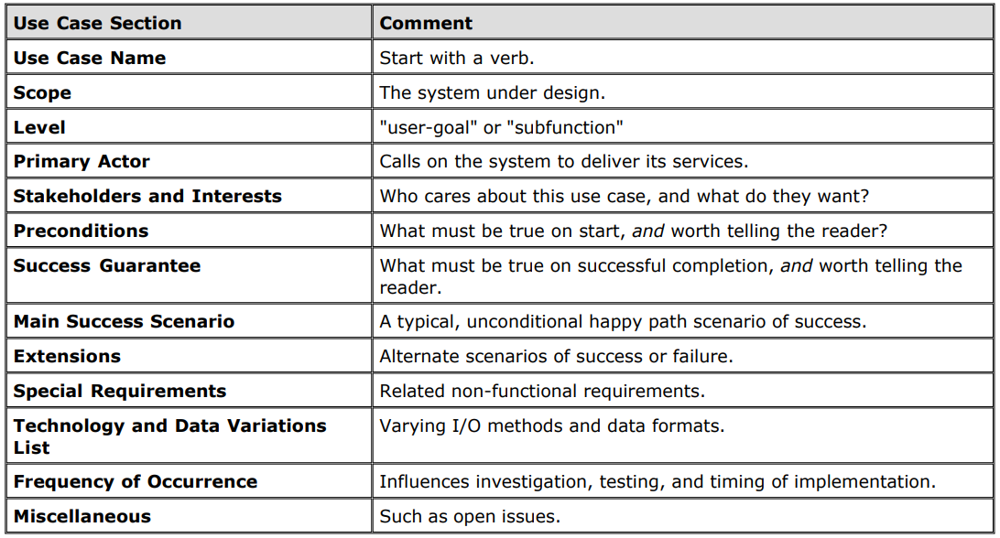 Use Case Section Comment
Use Case Name Start with a verb.
Scope The system under design.
Level "user-goal" or "subfunction"
Primary Actor Calls on the system to deliver its services.
Stakeholders and Interests Who cares about this use case, and what do they want?
Preconditions What must be true on start, and worth telling the reader?
Success Guarantee What must be true on successful completion, and worth telling the
reader.
Main Success Scenario A typical, unconditional happy path scenario of success.
Extensions Alternate scenarios of success or failure.
Special Requirements Related non-functional requirements.
Technology and Data Variations Varying I/O methods and data formats.
List
Frequency of Occurrence Influences investigation, testing, and timing of implementation.
Miscellaneous Such as open issues.